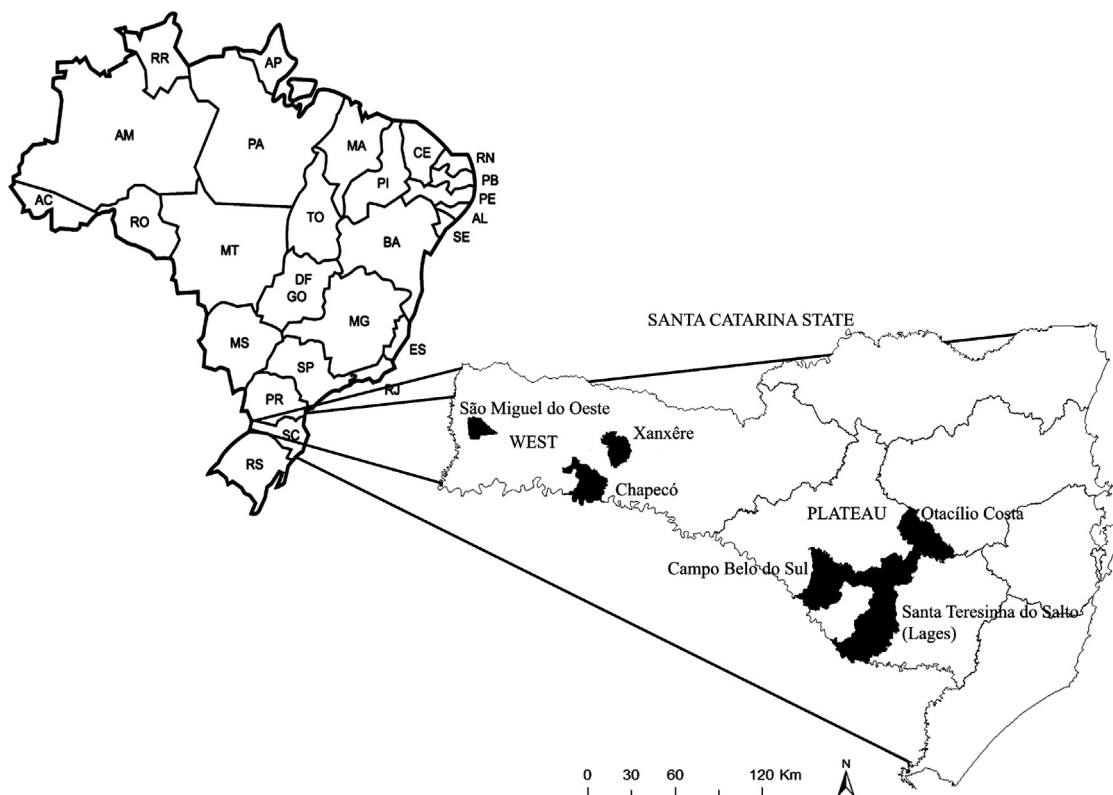 RR
AP
AM
PA
MA
CE
RN
PI
PB
PE
AC
AL
RO
TO
SE
MT
BA
DF
GO
MG
MS
ES
SP
RJ
PR
SC
RS
SANTA CATARINA STATE
São Miguel do Oeste
WEST
Xanxêre
Chapecó
PLATEAU
Otacílio Costa
Campo Belo do Sul
Santa Teresinha do Salto
(Lages)
N
0 30 60 120 Km